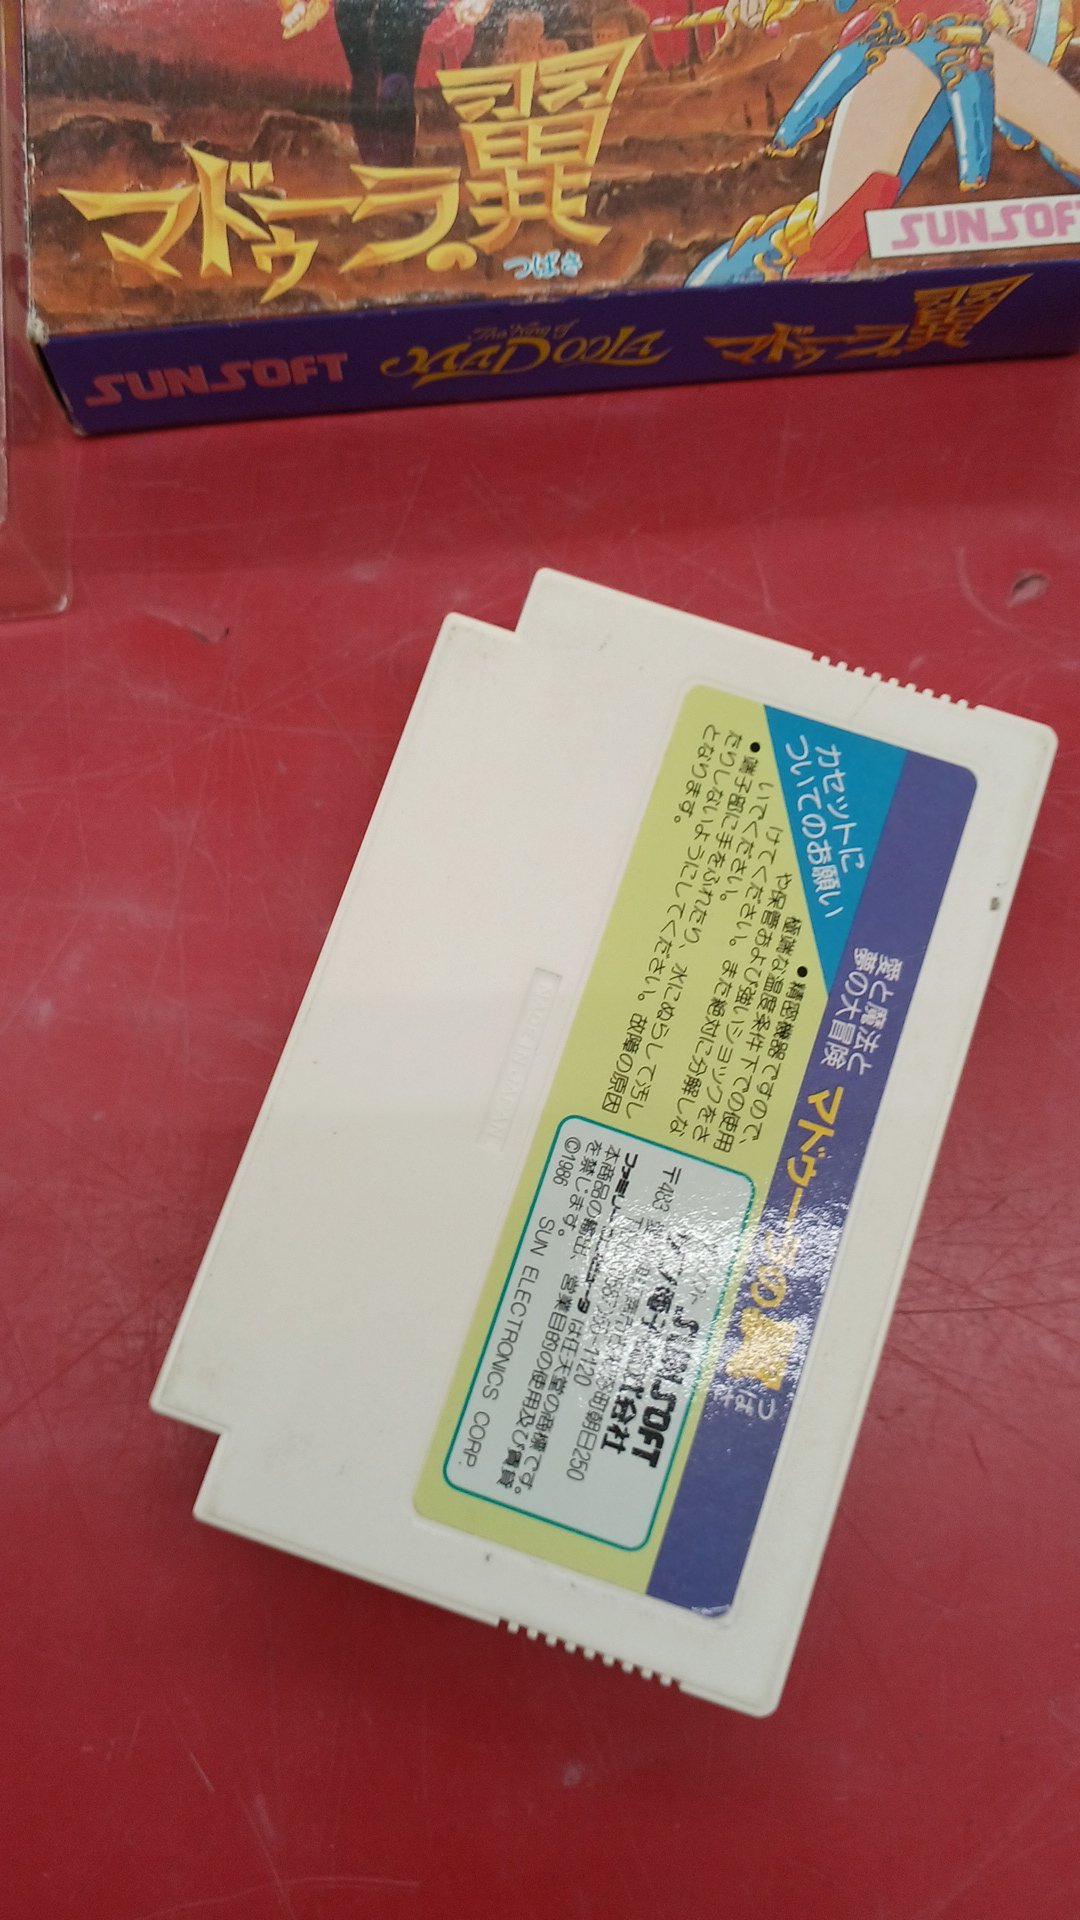 マドゥーラの翼
つばさ
SUNSOFT
SUNSOFT
The Wing of
MADOOLA
マドゥーラの翼
カセットに
ついてのお願い
愛と魔法と
夢の大冒険
マドゥーラの翼
つばさ
●精密機器ですので、
極端な温度条件下での使用
や保管および強いショックをさ
けてください。また絶対に分解しな
いでください。
●端子部に手をふれたり、水にぬらして汚し
たりしないようにしてください。故障の原因
となります。
SUNSOFT
サン電子株式会社
〒483
町朝日250
-1120
ファミリーコンピュータは任天堂の商標です。
本商品の輸出、営業目的の使用及び賃貸
を禁じます。
©1986 SUN ELECTRONICS CORP.
MADE IN JAPAN